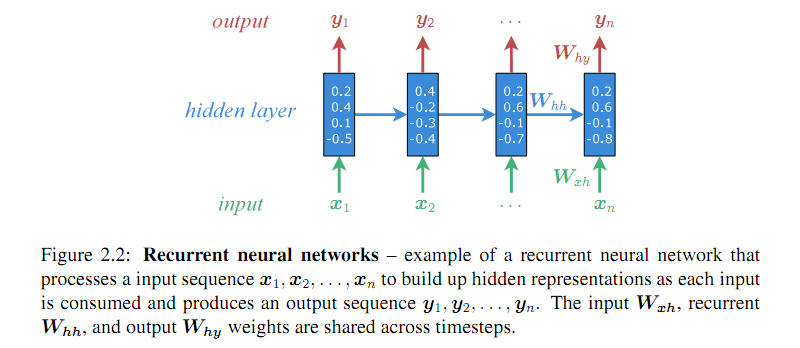 output y1 y2 ... yn
Why
hidden layer
0.2 0.4 0.2 0.2
0.4 -0.2 0.6 Whh 0.6
0.1 -0.3 -0.1 -0.1
-0.5 -0.4 -0.7 -0.8
Wxh
input x1 x2 ... xn
Figure 2.2: Recurrent neural networks – example of a recurrent neural network that
processes a input sequence x1, x2, . . . , xn to build up hidden representations as each input
is consumed and produces an output sequence y1, y2, . . . , yn. The input Wxh, recurrent
Whh, and output Why weights are shared across timesteps.